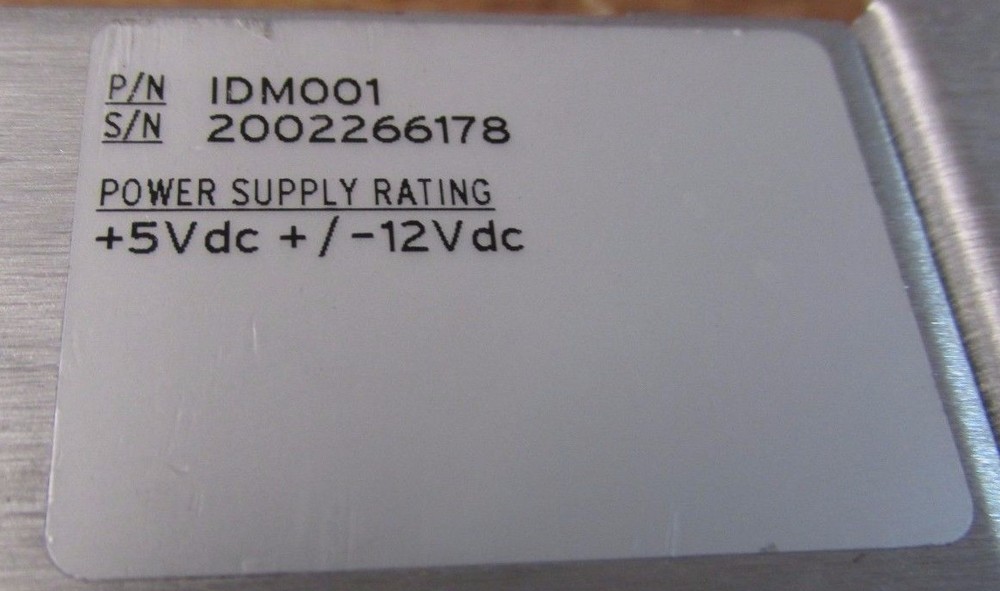 P/N IDM001
S/N 2002266178
POWER SUPPLY RATING
+5Vdc +/-12Vdc